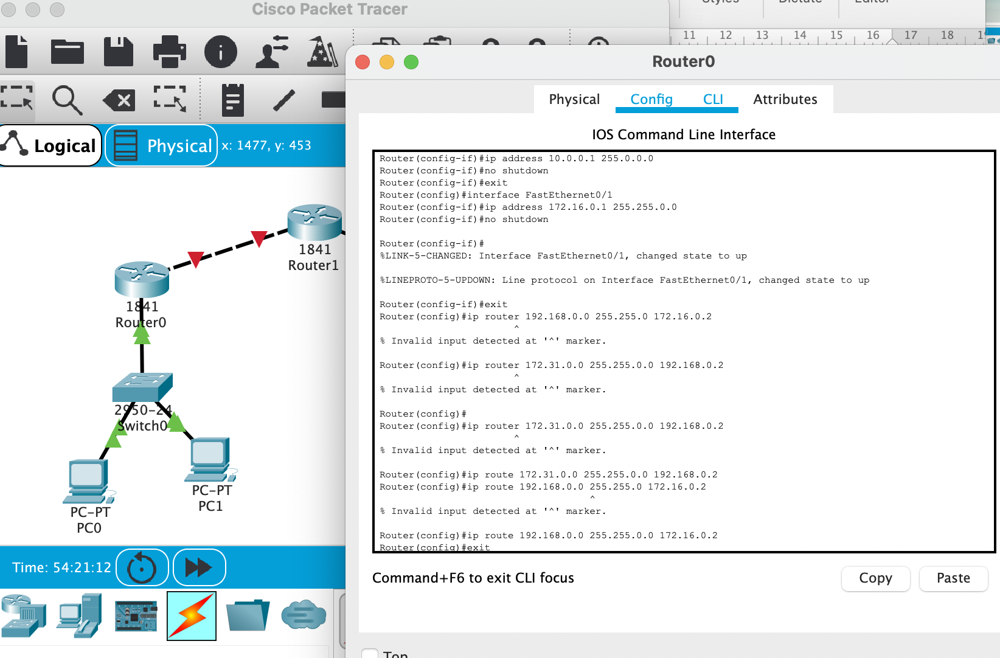 Cisco Packet Tracer
Styles
Dictate
Editor
11 12 13 14 15 16 17 18
Router0
Physical
Config
CLI
Attributes
IOS Command Line Interface
Logical
Physical
x: 1477, y: 453
Router(config-if)#ip address 10.0.0.1 255.0.0.0
Router(config-if)#no shutdown
Router(config-if)#exit
Router(config)#interface FastEthernet0/1
Router(config-if)#ip address 172.16.0.1 255.255.0.0
Router(config-if)#no shutdown
Router(config-if)#
%LINK-5-CHANGED: Interface FastEthernet0/1, changed state to up
%LINEPROTO-5-UPDOWN: Line protocol on Interface FastEthernet0/1, changed state to up
Router(config-if)#exit
Router(config)#ip router 192.168.0.0 255.255.0 172.16.0.2
^
% Invalid input detected at '^' marker.
Router(config)#ip router 172.31.0.0 255.255.0.0 192.168.0.2
^
% Invalid input detected at '^' marker.
Router(config)#
Router(config)#ip router 172.31.0.0 255.255.0.0 192.168.0.2
^
% Invalid input detected at '^' marker.
Router(config)#ip route 172.31.0.0 255.255.0.0 192.168.0.2
Router(config)#ip route 192.168.0.0 255.255.0 172.16.0.2
^
% Invalid input detected at '^' marker.
Router(config)#ip route 192.168.0.0 255.255.0.0 172.16.0.2
Router(config)#exit
Command+F6 to exit CLI focus
Copy
Paste
Top
1841
Router1
1841
Router0
2950-24
Switch0
PC-PT
PC1
PC-PT
PC0
Time: 54:21:12